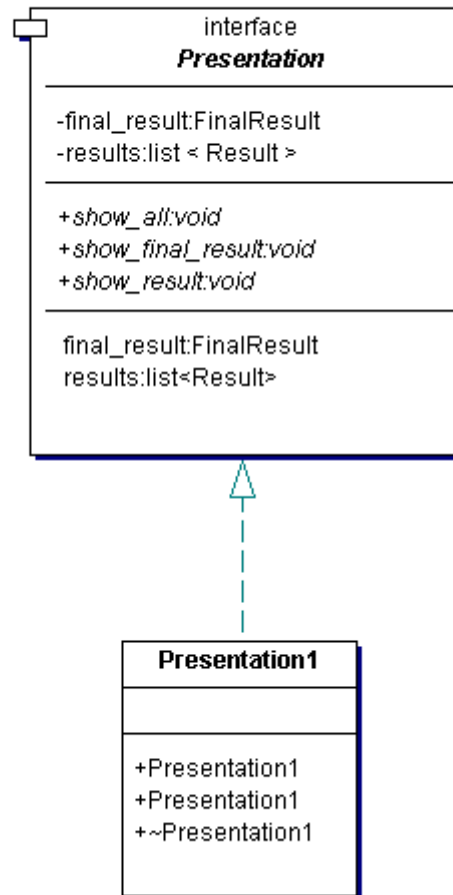 interface
Presentation
-final_result:FinalResult
-results:list < Result >
+show_all:void
+show_final_result:void
+show_result:void
final_result:FinalResult
results:list<Result>
Presentation1
+Presentation1
+Presentation1
+~Presentation1